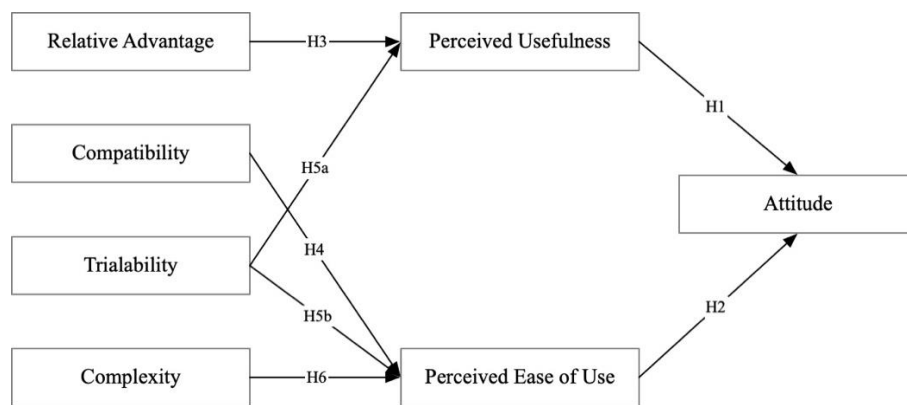 Relative Advantage
H3
Perceived Usefulness
H1
Compatibility
H5a
Attitude
H4
Trialability
H5b
H2
Complexity
H6
Perceived Ease of Use